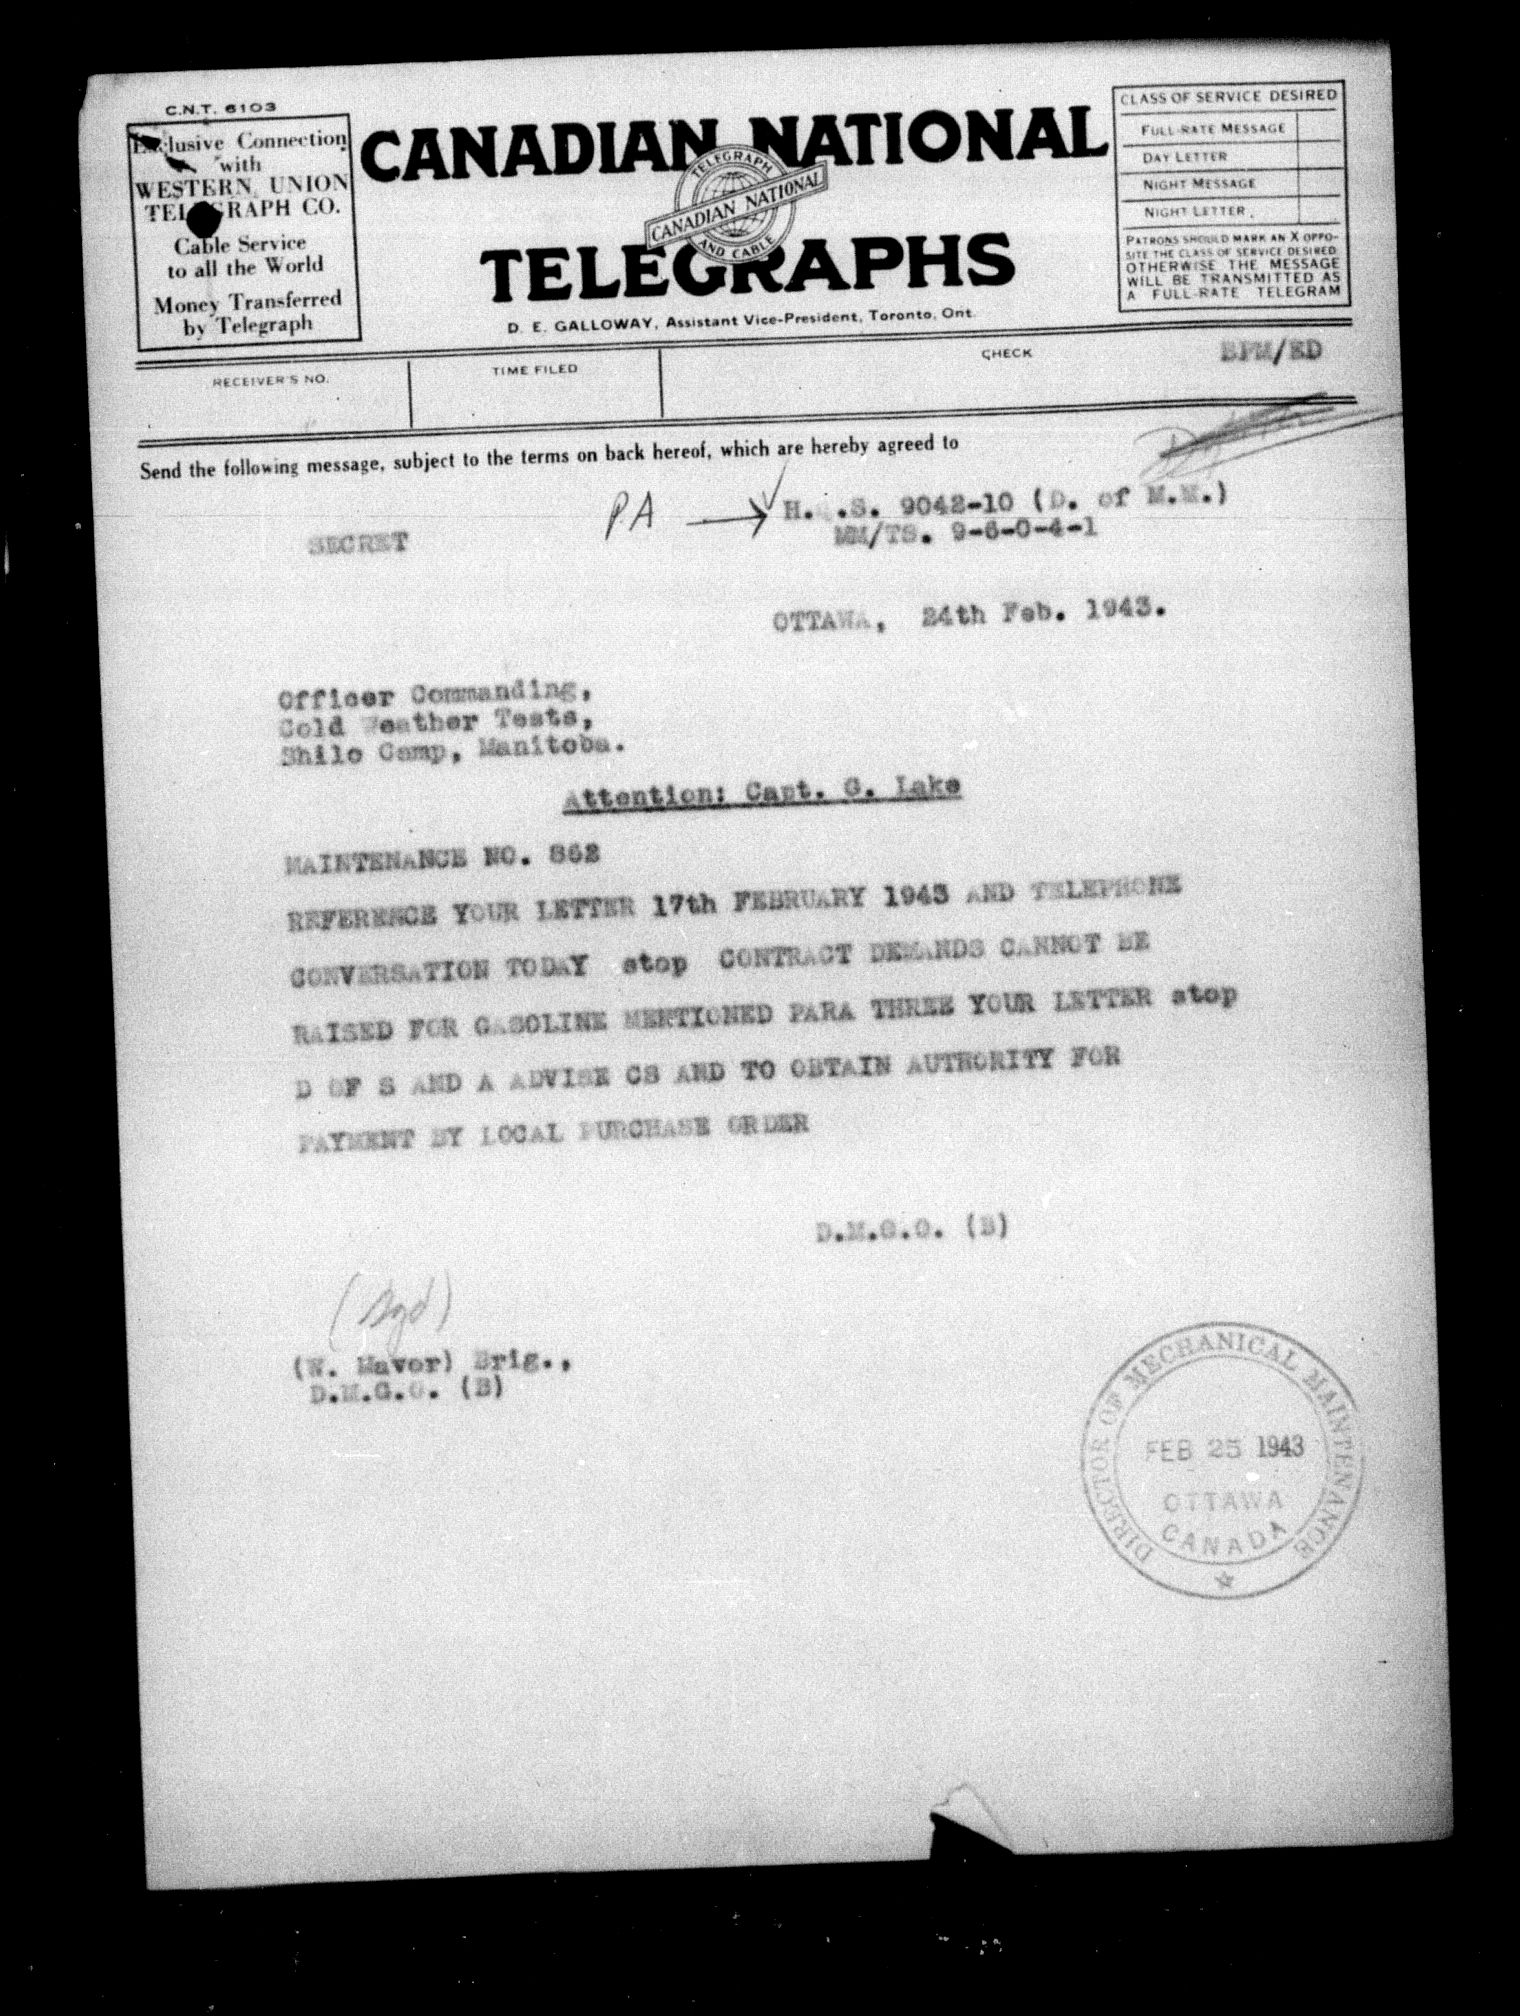 C.N.T. 6103
Exclusive Connection
with
WESTERN UNION
TELEGRAPH CO.
Cable Service
to all the World
Money Transferred
by Telegraph
CANADIAN NATIONAL
TELEGRAPH
CANADIAN NATIONAL
AND CABLE
TELEGRAPHS
D. E. GALLOWAY, Assistant Vice-President, Toronto, Ont.
CLASS OF SERVICE DESIRED
FULL-RATE MESSAGE
DAY LETTER
NIGHT MESSAGE
NIGHT LETTER
PATRONS SHOULD MARK AN X OPPO-
SITE THE CLASS OF SERVICE DESIRED
OTHERWISE THE MESSAGE
WILL BE TRANSMITTED AS
A FULL-RATE TELEGRAM
RECEIVER'S NO.
TIME FILED
CHECK
BFM/ED
Send the following message, subject to the terms on back hereof, which are hereby agreed to
PA → H.Q.S. 9042-10 (D. of M.M.)
MM/TS. 9-6-0-4-1
SECRET
OTTAWA, 24th Feb. 1943.
Officer Commanding,
Cold Weather Tests,
Shilo Camp, Manitoba.
Attention: Capt. G. Lake
MAINTENANCE NO. 862
REFERENCE YOUR LETTER 17th FEBRUARY 1943 AND TELEPHONE
CONVERSATION TODAY stop CONTRACT DEMANDS CANNOT BE
RAISED FOR GASOLINE MENTIONED PARA THREE YOUR LETTER stop
D OF S AND A ADVISE CS AND TO OBTAIN AUTHORITY FOR
PAYMENT BY LOCAL PURCHASE ORDER
D.M.G.O. (B)
(Sgd)
(W. Mavor) Brig.,
D.M.G.O. (B)
DIRECTOR OF MECHANICAL MAINTENANCE
FEB 25 1943
OTTAWA
CANADA